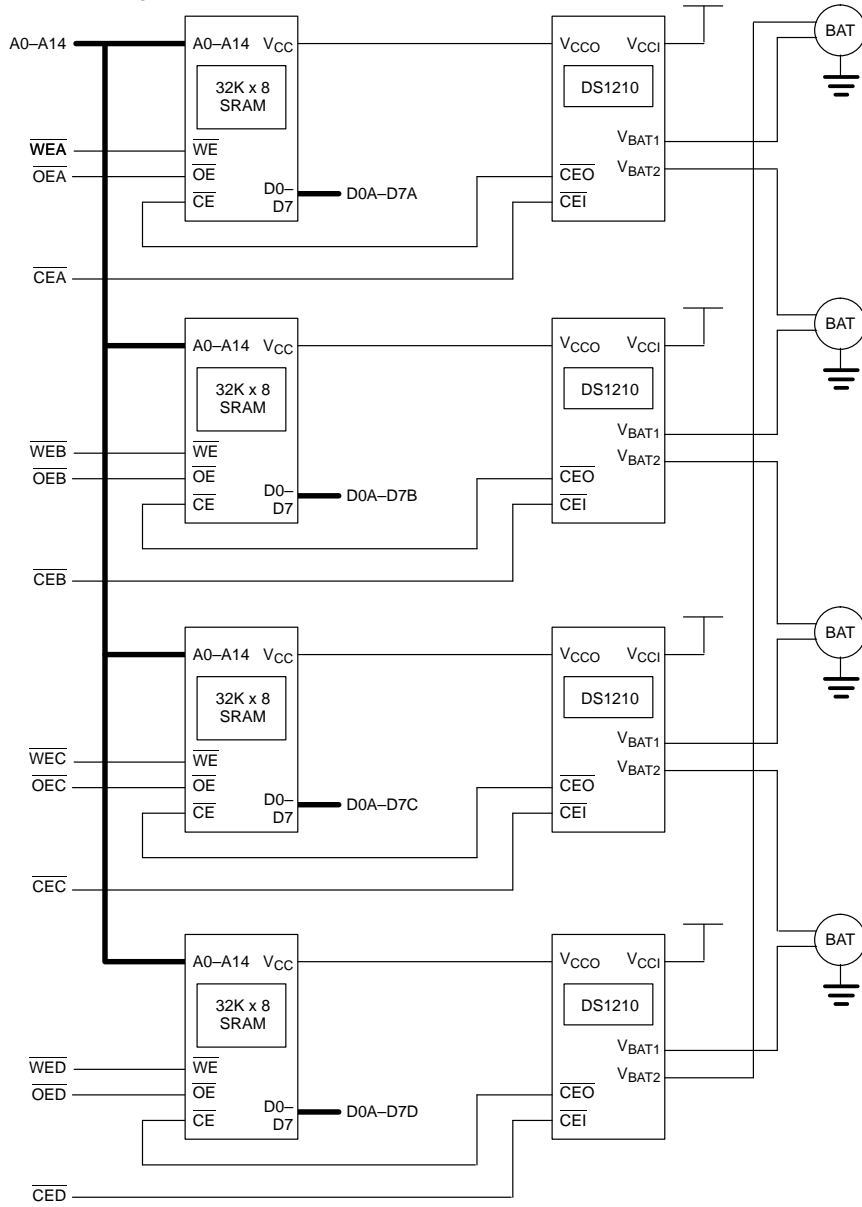 A0–A14
A0–A14 VCC
32K x 8
SRAM
WEA
WE
OEA
OE
CE
D0–
D7
D0A–D7A
CEA
VCCO VCCI
DS1210
VBAT1
VBAT2
CEO
CEI
BAT
A0–A14 VCC
32K x 8
SRAM
WEB
WE
OEB
OE
CE
D0–
D7
D0A–D7B
CEB
VCCO VCCI
DS1210
VBAT1
VBAT2
CEO
CEI
BAT
A0–A14 VCC
32K x 8
SRAM
WEC
WE
OEC
OE
CE
D0–
D7
D0A–D7C
CEC
VCCO VCCI
DS1210
VBAT1
VBAT2
CEO
CEI
BAT
A0–A14 VCC
32K x 8
SRAM
WED
WE
OED
OE
CE
D0–
D7
D0A–D7D
CED
VCCO VCCI
DS1210
VBAT1
VBAT2
CEO
CEI
BAT